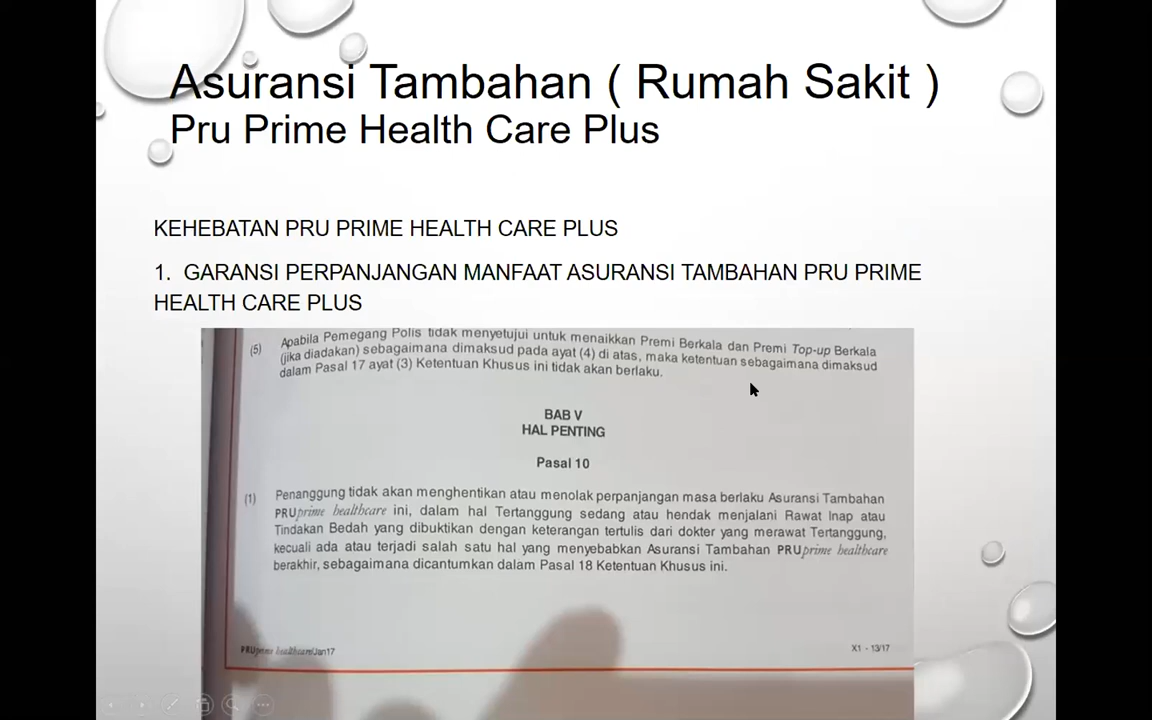 Asuransi Tambahan ( Rumah Sakit )
Pru Prime Health Care Plus
KEHEBATAN PRU PRIME HEALTH CARE PLUS
1. GARANSI PERPANJANGAN MANFAAT ASURANSI TAMBAHAN PRU PRIME
HEALTH CARE PLUS
(5) Apabila Pemegang Polis tidak menyetujui untuk menaikkan Premi Berkala dan Premi Top-up Berkala
(jika diadakan) sebagaimana dimaksud pada ayat (4) di atas, maka ketentuan sebagaimana dimaksud
dalam Pasal 17 ayat (3) Ketentuan Khusus ini tidak akan berlaku.
BAB V
HAL PENTING
Pasal 10
(1) Penanggung tidak akan menghentikan atau menolak perpanjangan masa berlaku Asuransi Tambahan
PRUprime healthcare ini, dalam hal Tertanggung sedang atau hendak menjalani Rawat Inap atau
Tindakan Bedah yang dibuktikan dengan keterangan tertulis dari dokter yang merawat Tertanggung,
kecuali ada atau terjadi salah satu hal yang menyebabkan Asuransi Tambahan PRUprime healthcare
berakhir, sebagaimana dicantumkan dalam Pasal 18 Ketentuan Khusus ini.
PRUprime healthcare/Jan17
X1 - 13/17